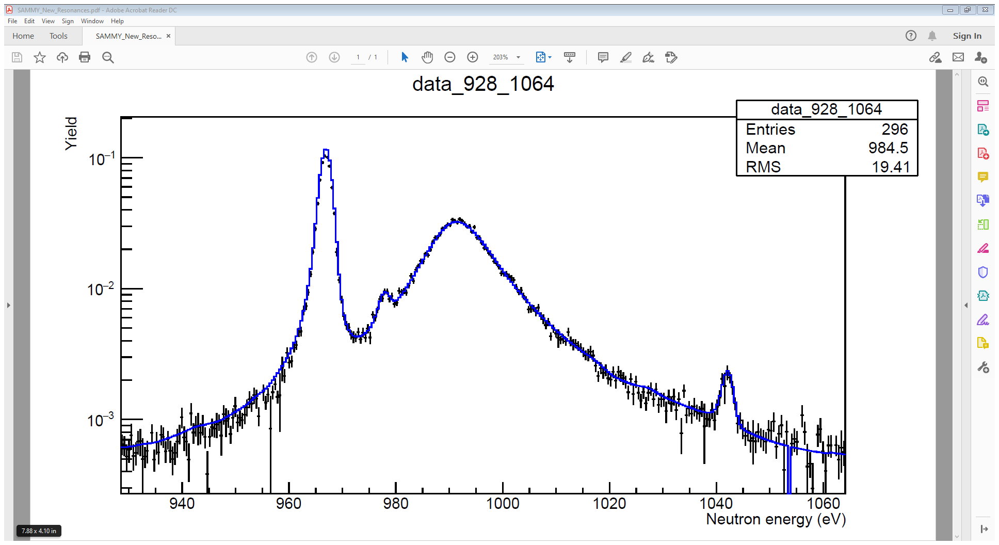 SAMMY_New_Resonances.pdf - Adobe Acrobat Reader DC
File Edit View Sign Window Help
Home Tools SAMMY_New_Reso... × Sign In
1 / 1 203%
data_928_1064
data_928_1064
Entries 296
Mean 984.5
RMS 19.41
Yield
10−1
10−2
10−3
940 960 980 1000 1020 1040 1060
Neutron energy (eV)
7.88 x 4.10 in